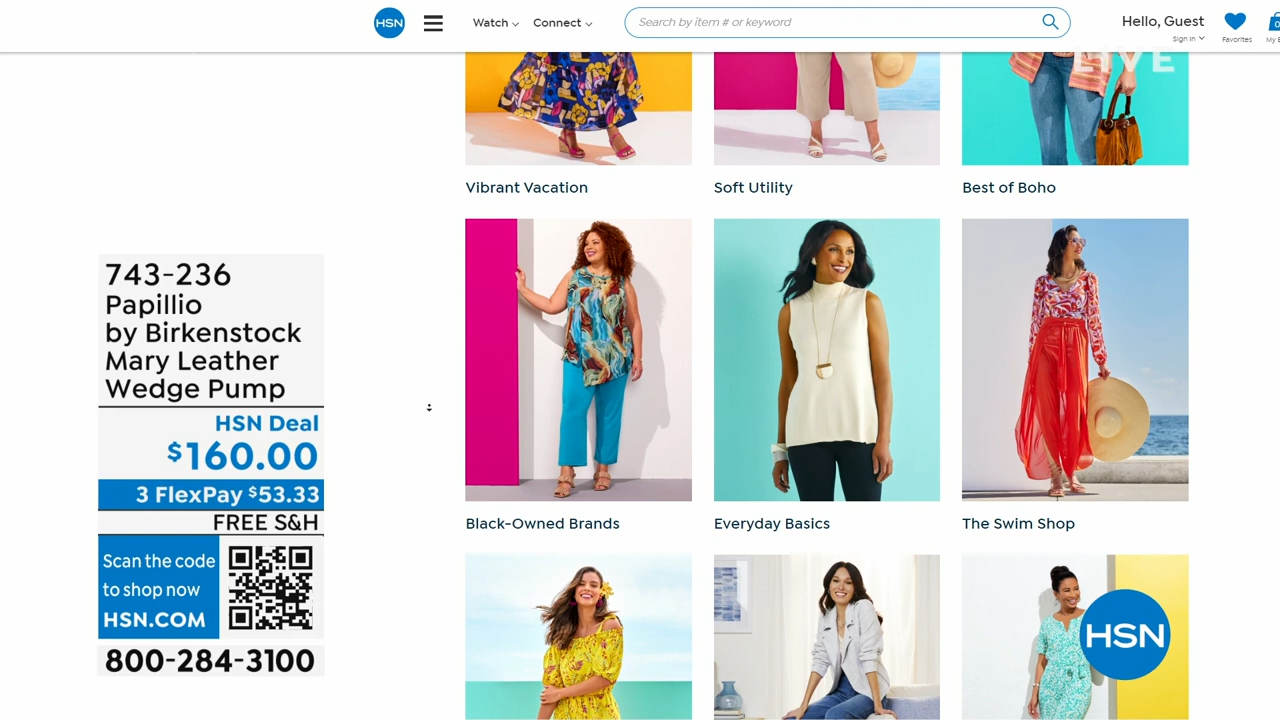 HSN
Watch
Connect
Search by item # or keyword
Hello, Guest
Sign In
Favorites
0
LIVE
Vibrant Vacation
Soft Utility
Best of Boho
743-236
Papillio
by Birkenstock
Mary Leather
Wedge Pump
HSN Deal
$160.00
3 FlexPay $53.33
FREE S&H
Scan the code
to shop now
HSN.COM
800-284-3100
Black-Owned Brands
Everyday Basics
The Swim Shop
HSN